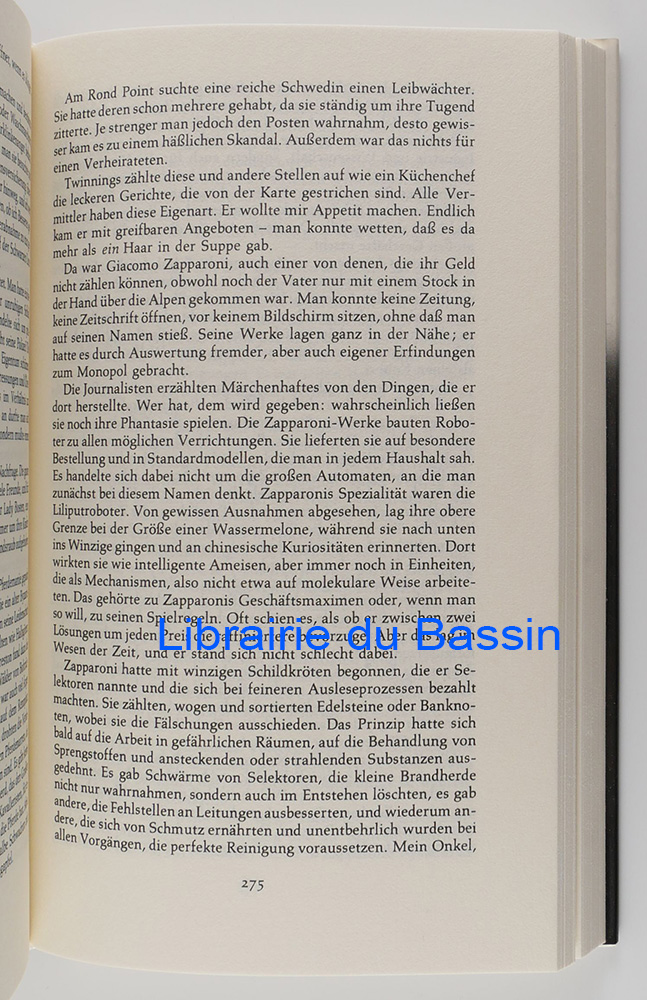 Am Rond Point suchte eine reiche Schwedin einen Leibwächter.
Sie hatte deren schon mehrere gehabt, da sie ständig um ihre Tugend
zitterte. Je strenger man jedoch den Posten wahrnahm, desto gewis-
ser kam es zu einem häßlichen Skandal. Außerdem war das nichts für
einen Verheirateten.
Twinnings zählte diese und andere Stellen auf wie ein Küchenchef
die leckeren Gerichte, die von der Karte gestrichen sind. Alle Ver-
mittler haben diese Eigenart. Er wollte mir Appetit machen. Endlich
kam er mit greifbaren Angeboten – man konnte wetten, daß es da
mehr als ein Haar in der Suppe gab.
Da war Giacomo Zapparoni, auch einer von denen, die ihr Geld
nicht zählen können, obwohl noch der Vater nur mit einem Stock in
der Hand über die Alpen gekommen war. Man konnte keine Zeitung,
keine Zeitschrift öffnen, vor keinem Bildschirm sitzen, ohne daß man
auf seinen Namen stieß. Seine Werke lagen ganz in der Nähe; er
hatte es durch Auswertung fremder, aber auch eigener Erfindungen
zum Monopol gebracht.
Die Journalisten erzählten Märchenhaftes von den Dingen, die er
dort herstellte. Wer hat, dem wird gegeben: wahrscheinlich ließen
sie noch ihre Phantasie spielen. Die Zapparoni-Werke bauten Robo-
ter zu allen möglichen Verrichtungen. Sie lieferten sie auf besondere
Bestellung und in Standardmodellen, die man in jedem Haushalt sah.
Es handelte sich dabei nicht um die großen Automaten, an die man
zunächst bei diesem Namen denkt. Zapparonis Spezialität waren die
Liliputroboter. Von gewissen Ausnahmen abgesehen, lag ihre obere
Grenze bei der Größe einer Wassermelone, während sie nach unten
ins Winzige gingen und an chinesische Kuriositäten erinnerten. Dort
wirkten sie wie intelligente Ameisen, aber immer noch in Einheiten,
die als Mechanismen, also nicht etwa auf molekulare Weise arbeite-
ten. Das gehörte zu Zapparonis Geschäftsmaximen oder, wenn man
so will, zu seinen Spielregeln. Oft schien es, als ob er zwischen zwei
Lösungen um jeden Preis die raffiniertere bevorzuge. Aber das lag im
Wesen der Zeit, und er stand sich nicht schlecht dabei.
Zapparoni hatte mit winzigen Schildkröten begonnen, die er Se-
lektoren nannte und die sich bei feineren Ausleseprozessen bezahlt
machten. Sie zählten, wogen und sortierten Edelsteine oder Bankno-
ten, wobei sie die Fälschungen ausschieden. Das Prinzip hatte sich
bald auf die Arbeit in gefährlichen Räumen, auf die Behandlung von
Sprengstoffen und ansteckenden oder strahlenden Substanzen aus-
gedehnt. Es gab Schwärme von Selektoren, die kleine Brandherde
nicht nur wahrnahmen, sondern auch im Entstehen löschten, es gab
andere, die Fehlstellen an Leitungen ausbesserten, und wiederum an-
dere, die sich von Schmutz ernährten und unentbehrlich wurden bei
allen Vorgängen, die perfekte Reinigung voraussetzen. Mein Onkel,
275
Librairie du Bassin